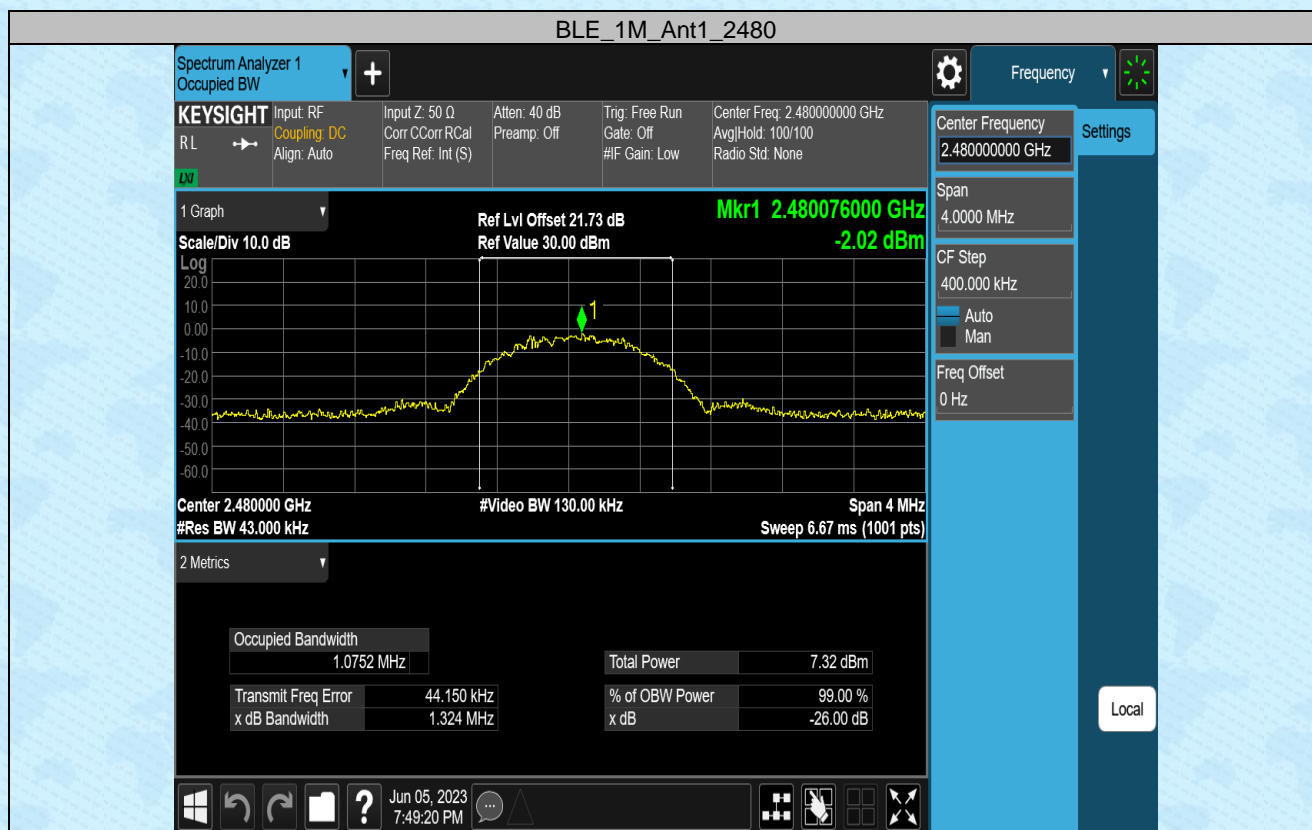 BLE_1M_Ant1_2480
Spectrum Analyzer 1
Occupied BW
Frequency
KEYSIGHT
R L
LXI
Input: RF
Coupling: DC
Align: Auto
Input Z: 50 Ω
Corr CCorr RCal
Freq Ref: Int (S)
Atten: 40 dB
Preamp: Off
Trig: Free Run
Gate: Off
#IF Gain: Low
Center Freq: 2.480000000 GHz
Avg|Hold: 100/100
Radio Std: None
Center Frequency
2.480000000 GHz
Settings
Span
4.0000 MHz
CF Step
400.000 kHz
Auto
Man
Freq Offset
0 Hz
1 Graph
Scale/Div 10.0 dB
Ref Lvl Offset 21.73 dB
Ref Value 30.00 dBm
Mkr1 2.480076000 GHz
-2.02 dBm
Log
20.0
10.0
0.00
-10.0
-20.0
-30.0
-40.0
-50.0
-60.0
1
Center 2.480000 GHz
#Res BW 43.000 kHz
#Video BW 130.00 kHz
Span 4 MHz
Sweep 6.67 ms (1001 pts)
2 Metrics
Occupied Bandwidth
1.0752 MHz
Total Power 7.32 dBm
Transmit Freq Error 44.150 kHz
% of OBW Power 99.00 %
x dB Bandwidth 1.324 MHz
x dB -26.00 dB
Local
?
Jun 05, 2023
7:49:20 PM